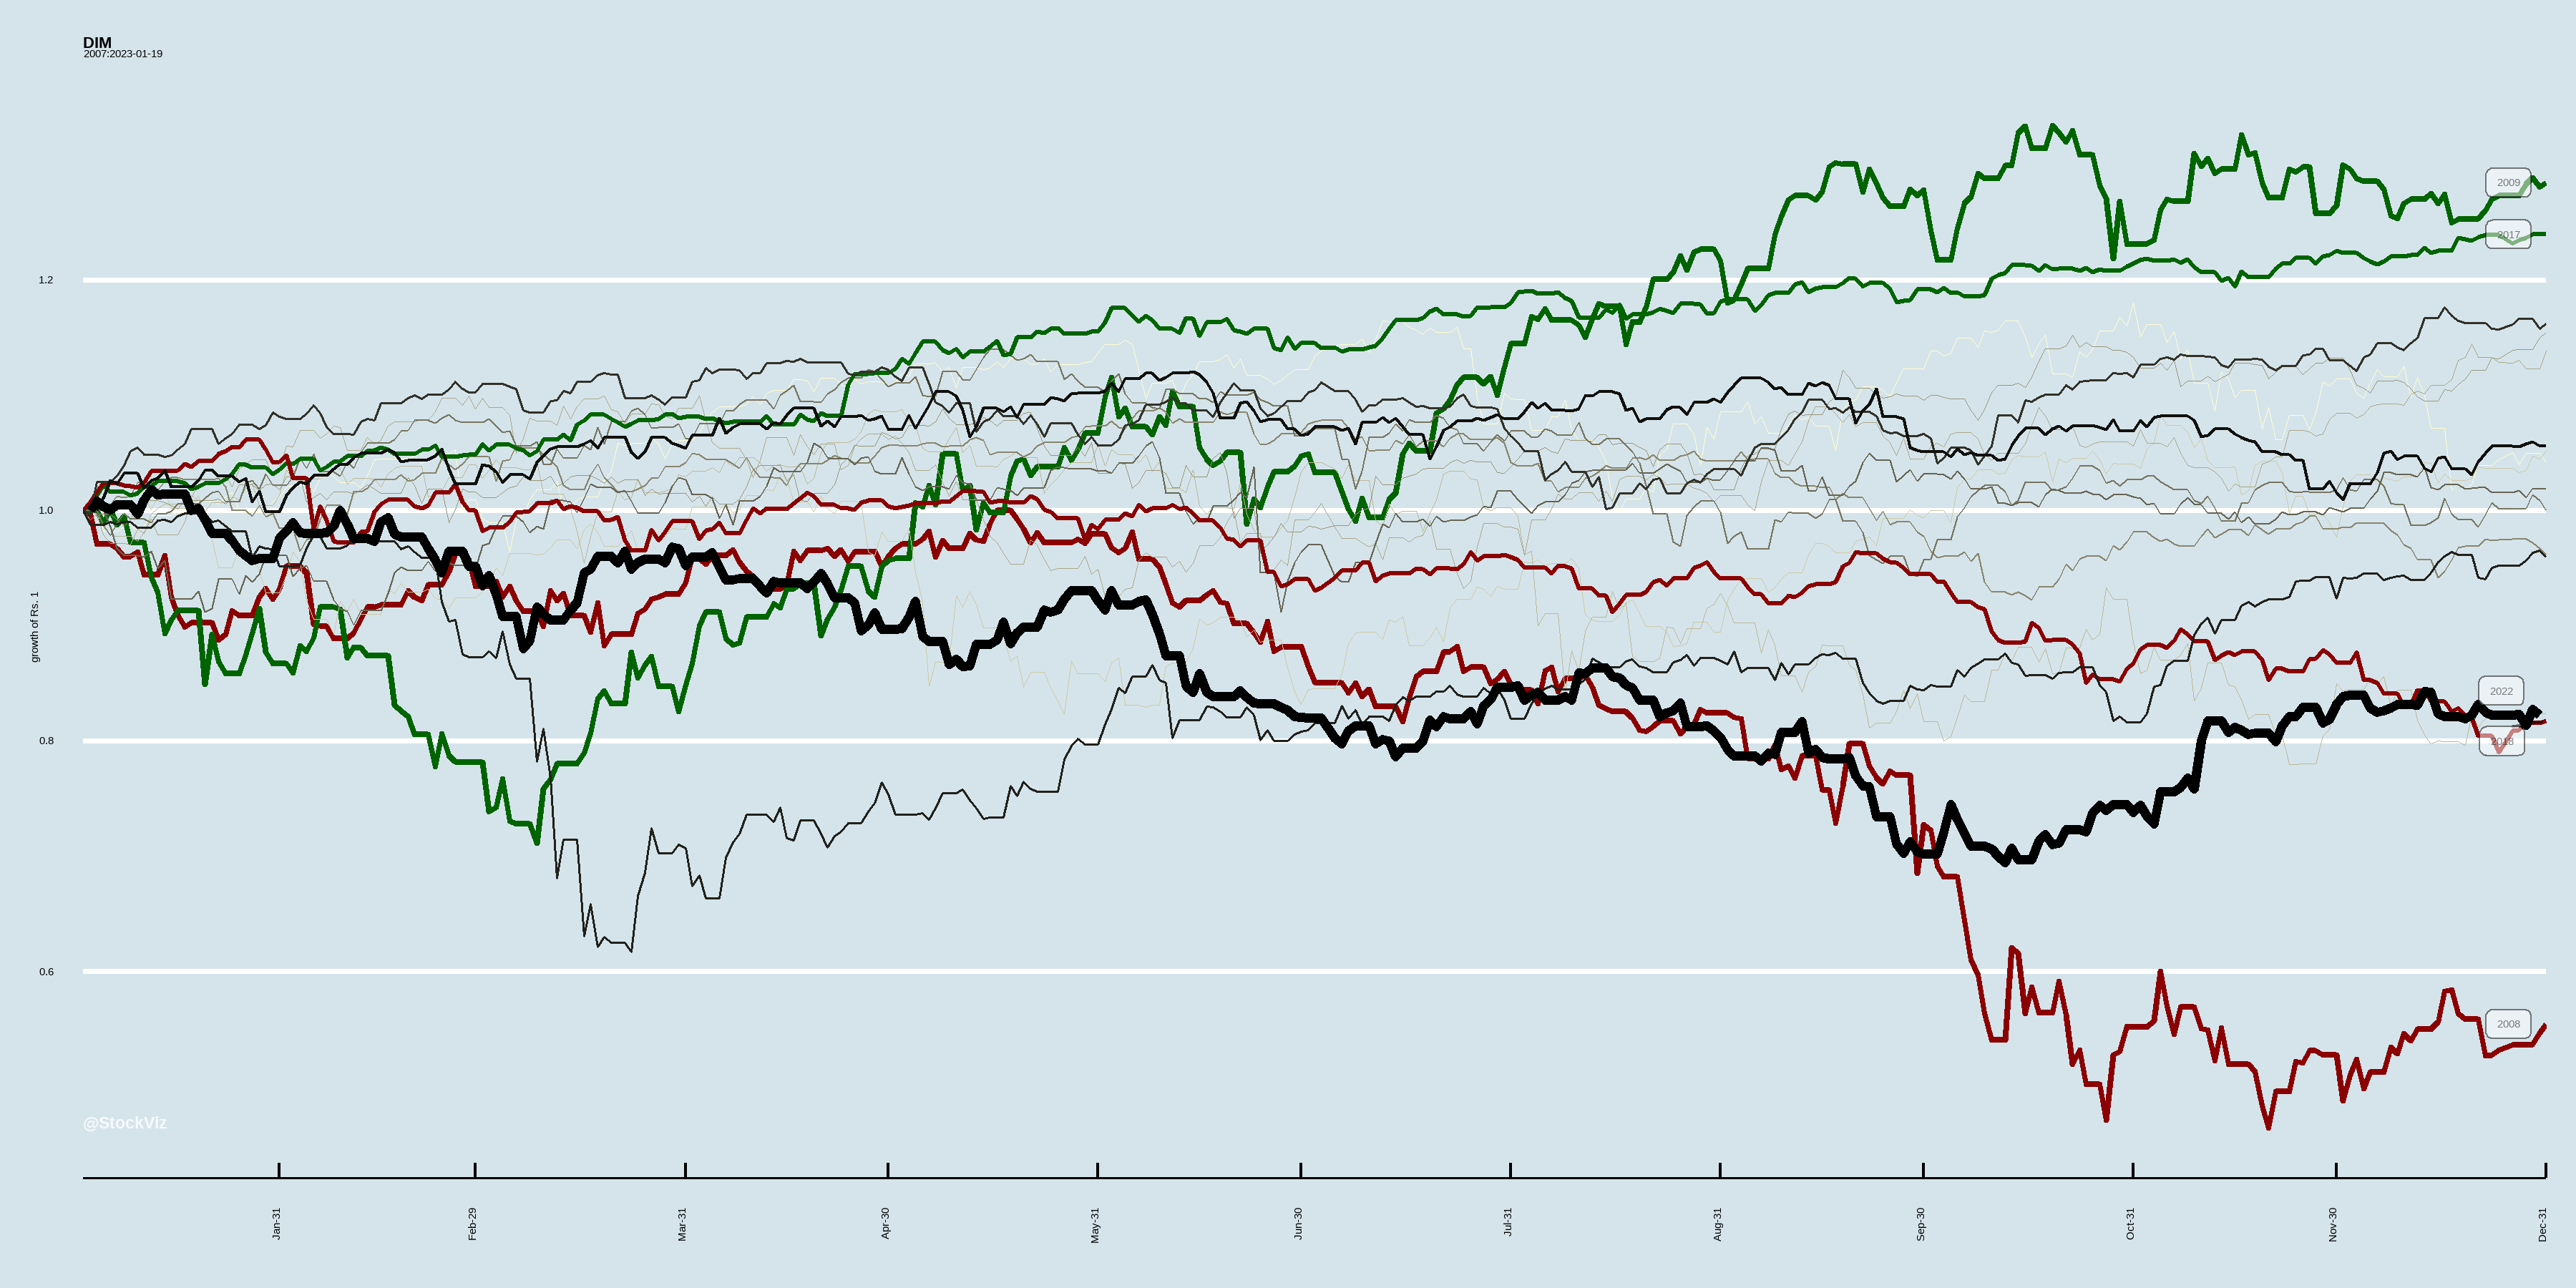 DIM
2007:2023-01-19
2009
2017
1.2
1.0
growth of Rs. 1
2022
0.8
2018
0.6
2008
@StockViz
Jan-31
Feb-29
Mar-31
Apr-30
May-31
Jun-30
Jul-31
Aug-31
Sep-30
Oct-31
Nov-30
Dec-31